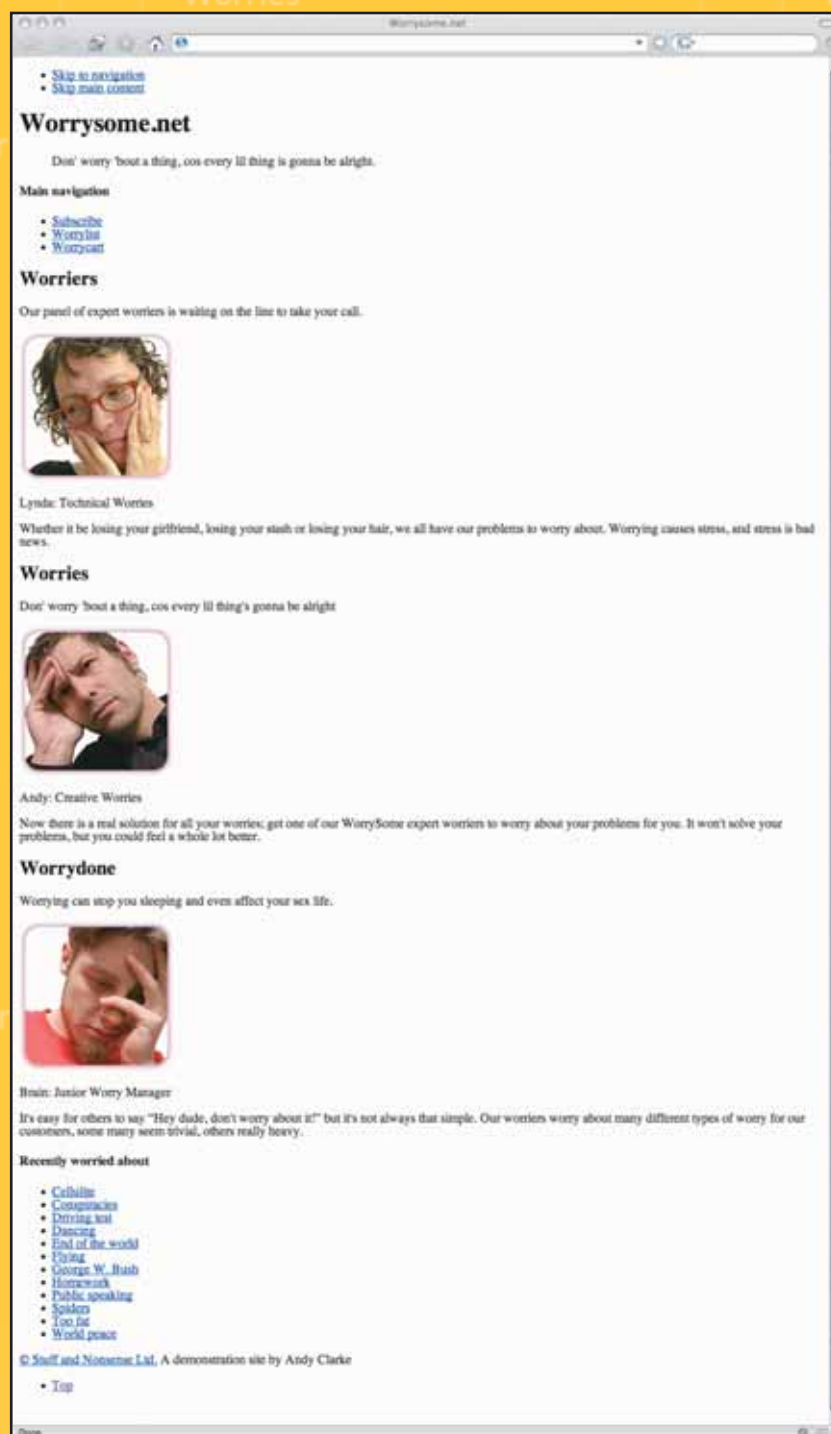 Worries
Worrysome.net
Skip to navigation
Skip main content
Worrysome.net
Don' worry 'bout a thing, cos every lil thing is gonna be alright.
Main navigation
Subscribe
Worrylist
Worrycart
Worriers
Our panel of expert worriers is waiting on the line to take your call.
Lynda: Technical Worries
Whether it be losing your girlfriend, losing your stash or losing your hair, we all have our problems to worry about. Worrying causes stress, and stress is bad
news.
Worries
Don' worry 'bout a thing, cos every lil thing's gonna be alright
Andy: Creative Worries
Now there is a real solution for all your worries; get one of our WorrySome expert worriers to worry about your problems for you. It won't solve your
problems, but you could feel a whole lot better.
Worrydone
Worrying can stop you sleeping and even affect your sex life.
Brain: Junior Worry Manager
It's easy for others to say "Hey dude, don't worry about it!" but it's not always that simple. Our worriers worry about many different types of worry for our
customers, some many seem trivial, others really heavy.
Recently worried about
Cellulite
Conspiracies
Driving test
Dancing
End of the world
Flying
George W. Bush
Homework
Public speaking
Spiders
Too fat
World peace
© Stuff and Nonsense Ltd. A demonstration site by Andy Clarke
Top
Done